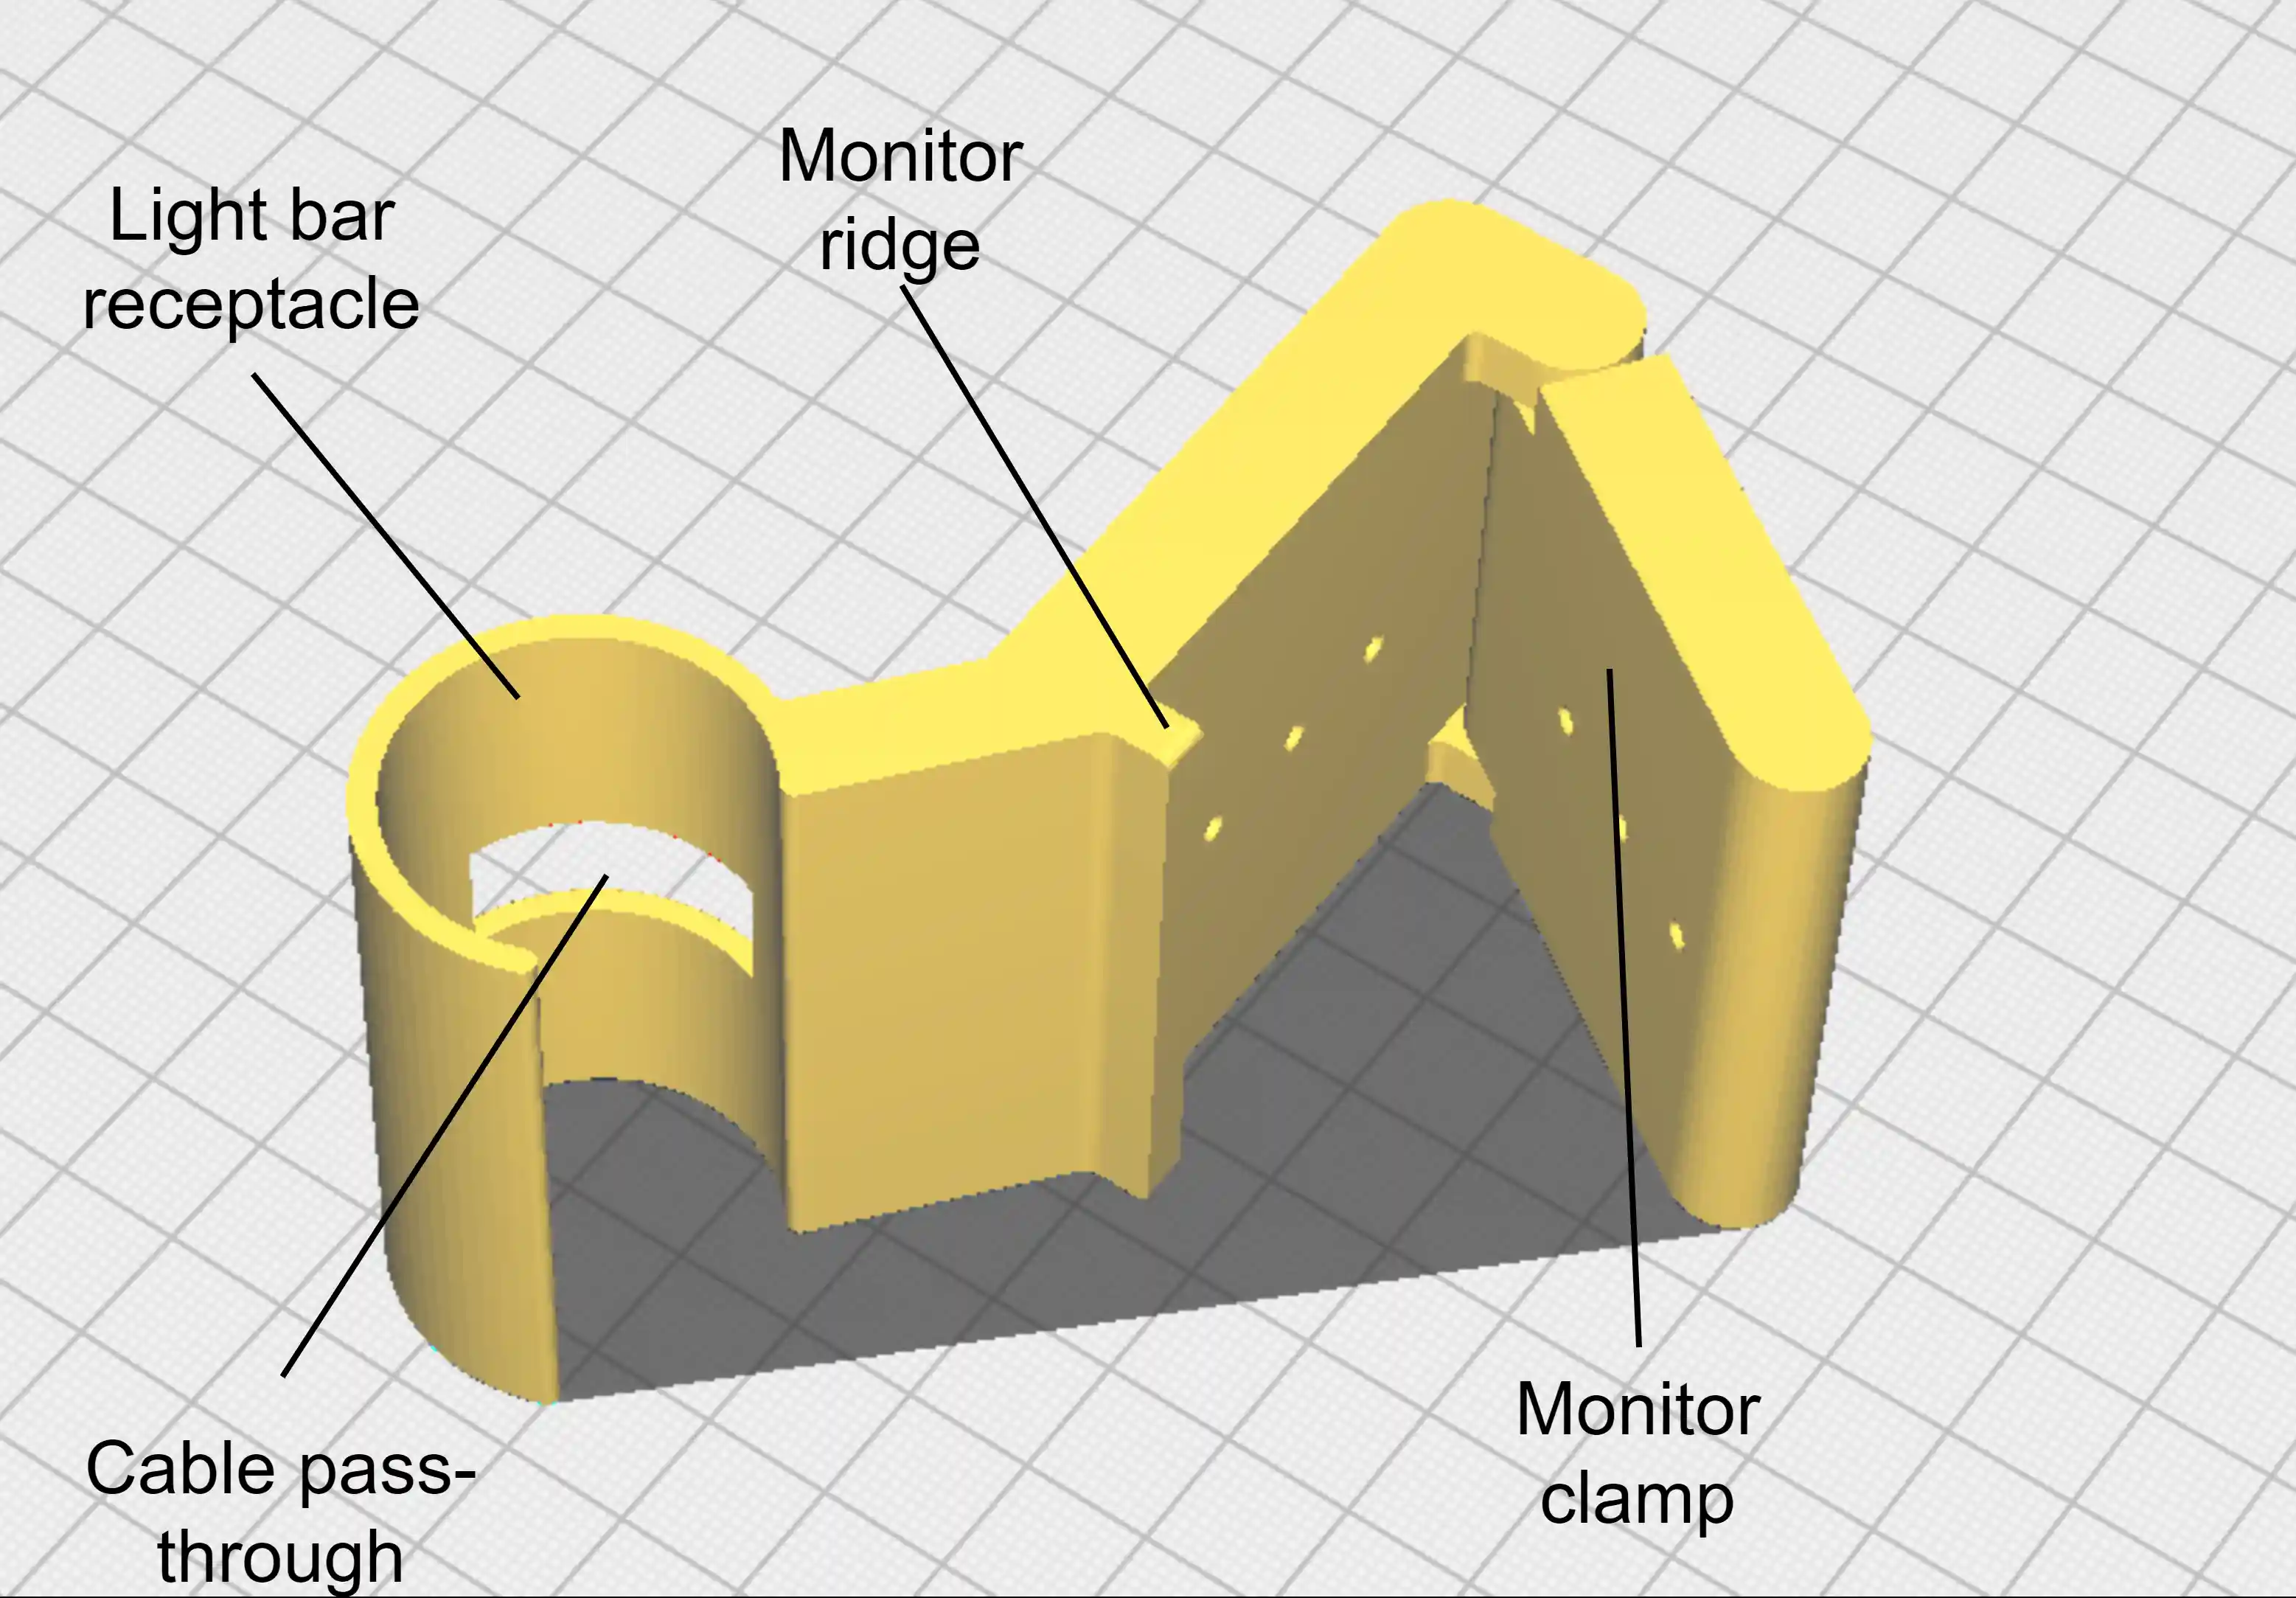 Light bar
receptacle
Monitor
ridge
Cable pass-
through
Monitor
clamp